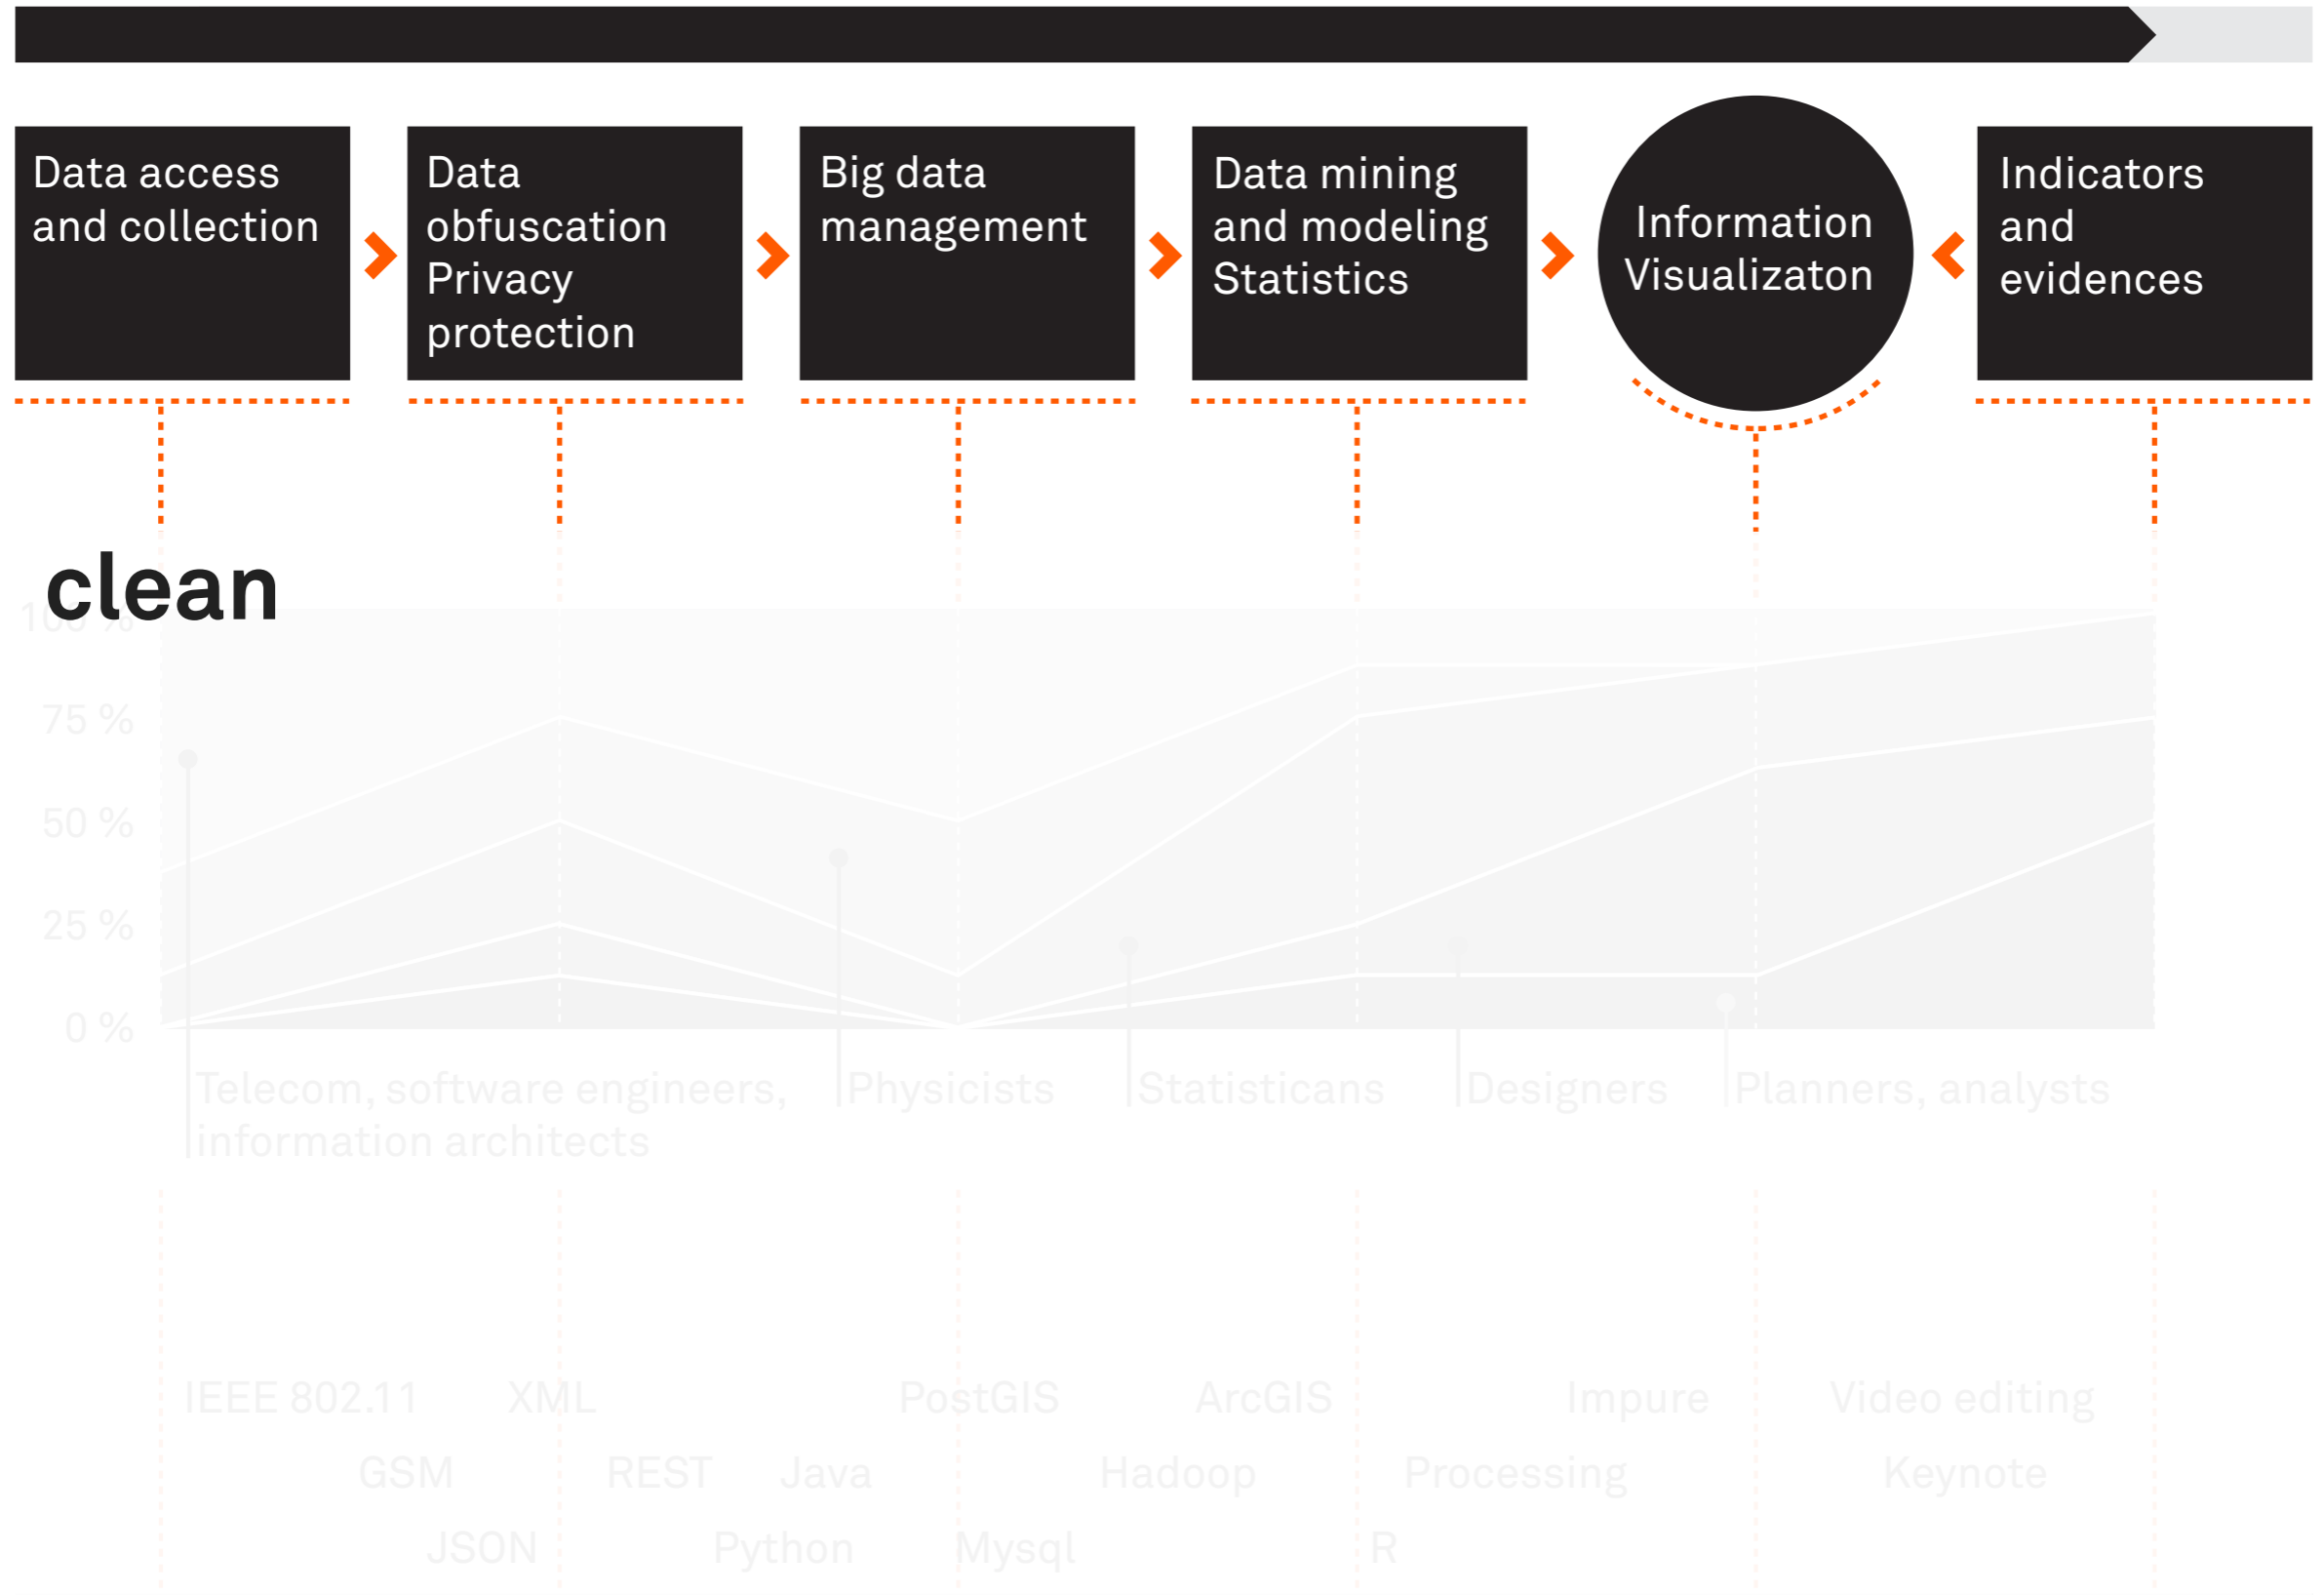 Data access
and collection
Data
obfuscation
Privacy
protection
Big data
management
Data mining
and modeling
Statistics
Information
Visualizaton
Indicators
and
evidences
clean
100 %
75 %
50 %
25 %
0 %
Telecom, software engineers,
information architects
Physicists
Statisticans
Designers
Planners, analysts
IEEE 802.11 XML PostGIS ArcGIS Impure Video editing
GSM REST Java Hadoop Processing Keynote
JSON Python Mysql R